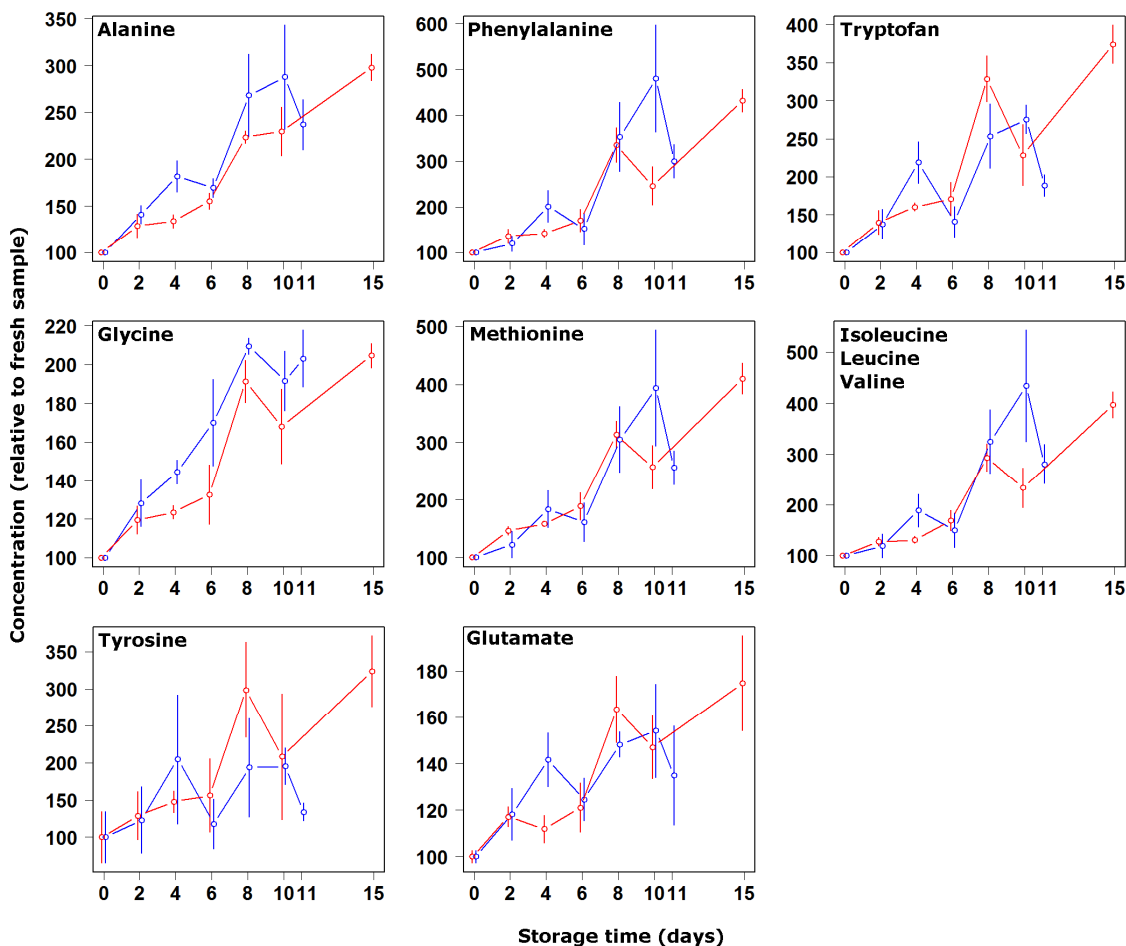 Concentration (relative to fresh sample)
Alanine
350
300
250
200
150
100
0 2 4 6 8 10 11 15
Phenylalanine
600
500
400
300
200
100
0 2 4 6 8 10 11 15
Tryptofan
400
350
300
250
200
150
100
0 2 4 6 8 10 11 15
Glycine
220
200
180
160
140
120
100
0 2 4 6 8 10 11 15
Methionine
500
400
300
200
100
0 2 4 6 8 10 11 15
Isoleucine
Leucine
Valine
500
400
300
200
100
0 2 4 6 8 10 11 15
Tyrosine
350
300
250
200
150
100
0 2 4 6 8 10 11 15
Glutamate
180
160
140
120
100
0 2 4 6 8 10 11 15
Storage time (days)